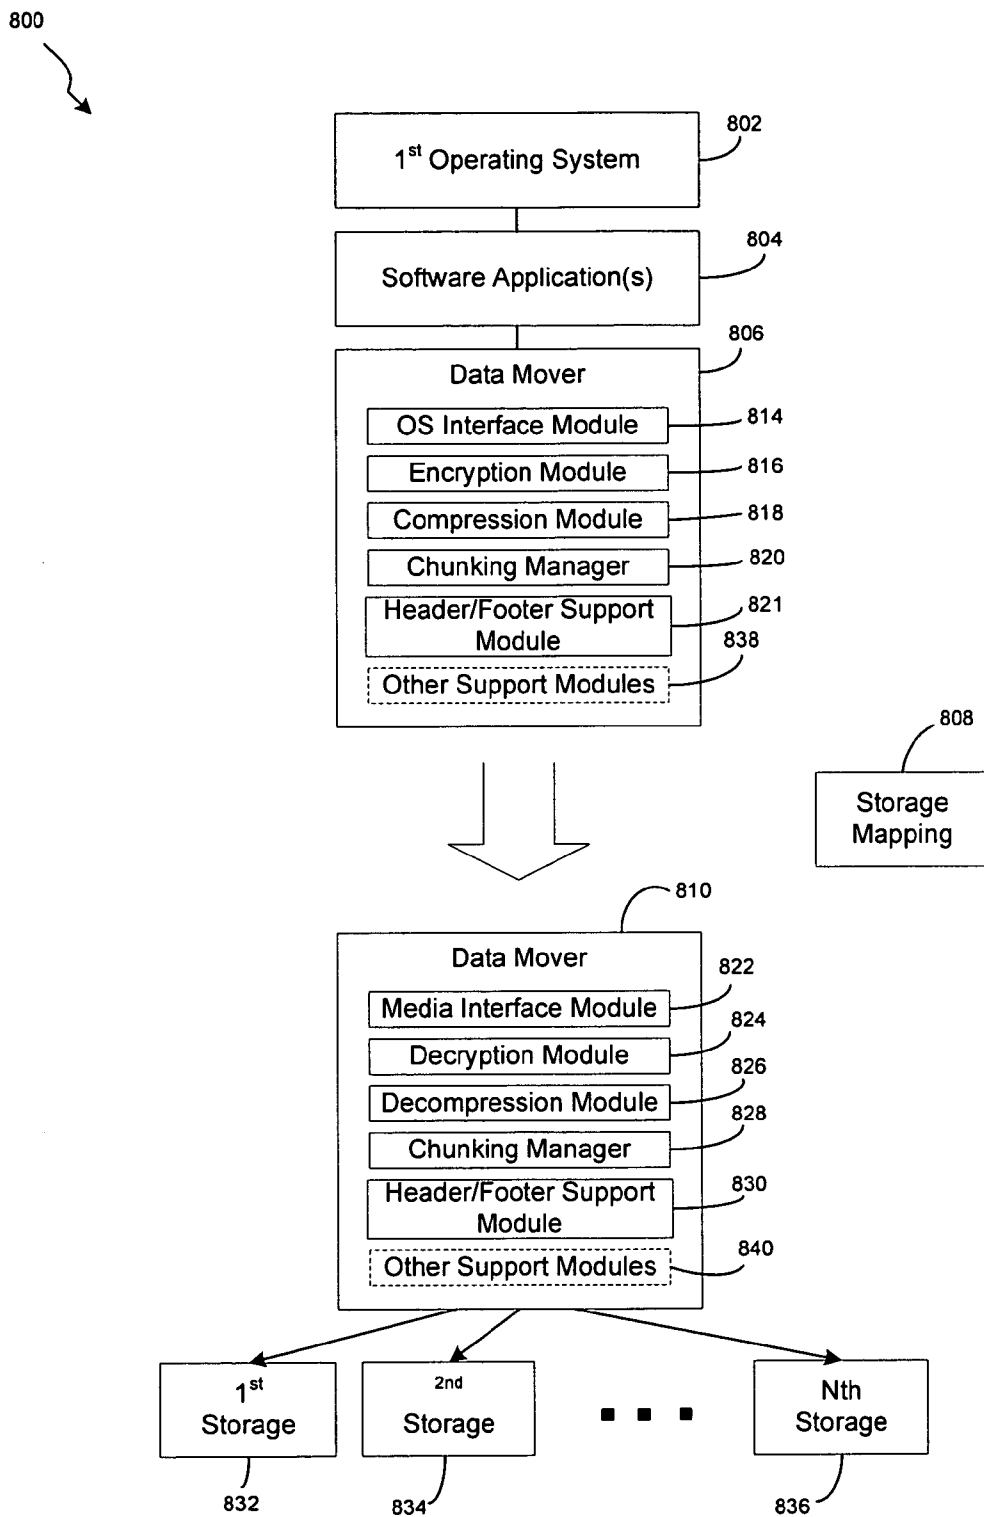 800
802
1st Operating System
804
Software Application(s)
806
Data Mover
OS Interface Module
814
Encryption Module
816
Compression Module
818
Chunking Manager
820
Header/Footer Support
Module
821
Other Support Modules
838
808
Storage
Mapping
810
Data Mover
822
Media Interface Module
824
Decryption Module
826
Decompression Module
828
Chunking Manager
Header/Footer Support
Module
830
840
Other Support Modules
1st
Storage
2nd
Storage
Nth
Storage
832
834
836